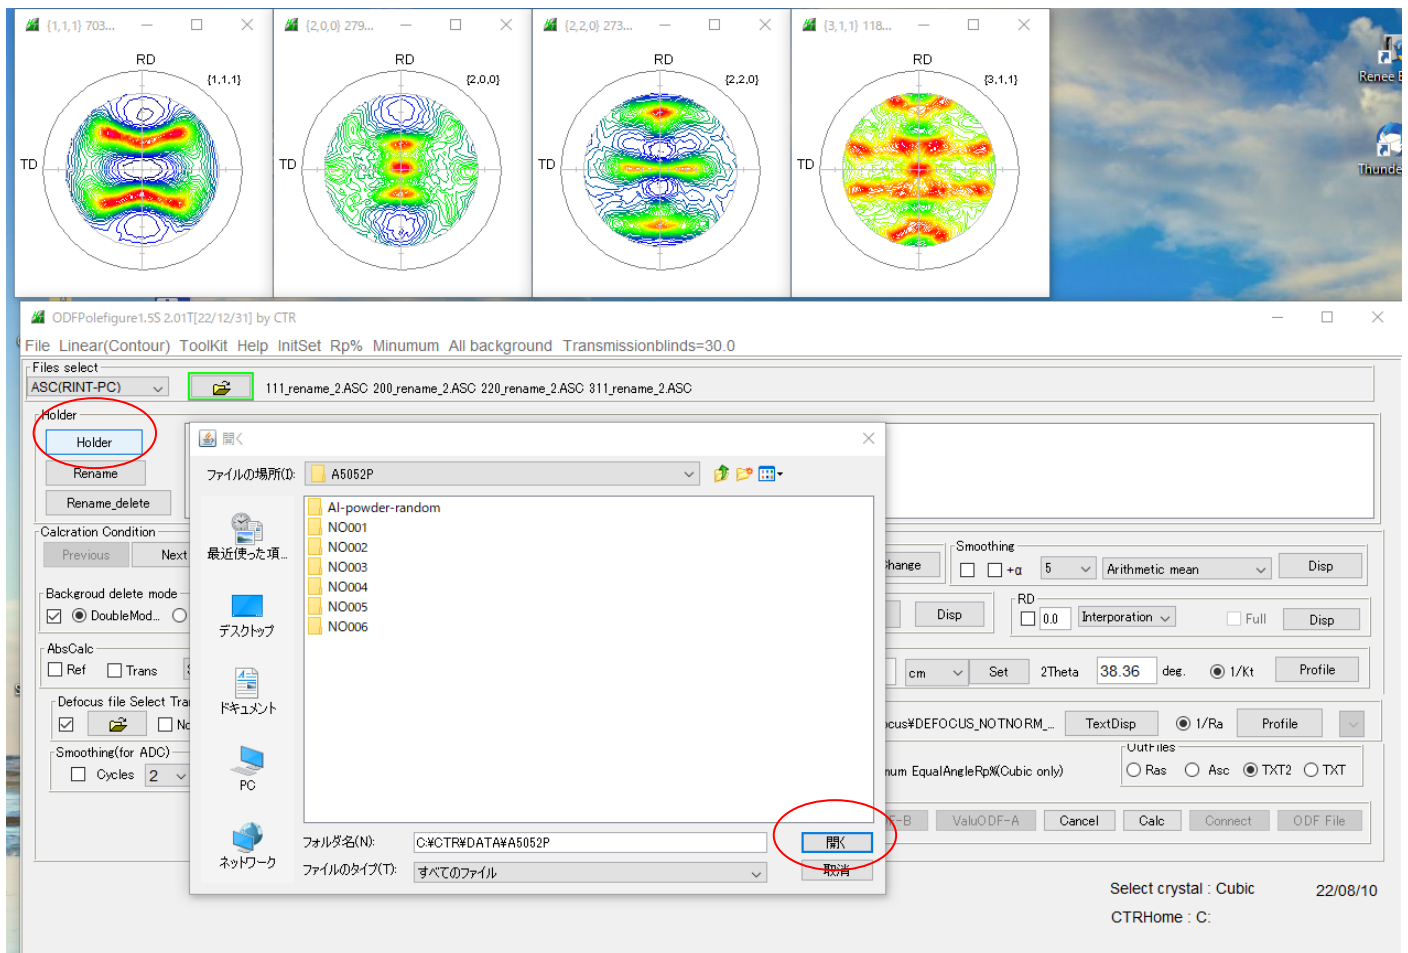 {1,1,1} 703...
{2,0,0} 279...
{2,2,0} 273...
{3,1,1} 118...
RD
{1,1,1}
TD
RD
{2,0,0}
TD
RD
{2,2,0}
TD
RD
{3,1,1}
TD
Renee
Thunde
ODFPolefigure1.5S 2.01T[22/12/31] by CTR
File Linear(Contour) ToolKit Help InitSet Rp% Minumum All background Transmissionblinds=30.0
Files select
ASC(RINT-PC)
111_rename_2.ASC 200_rename_2.ASC 220_rename_2.ASC 311_rename_2.ASC
Holder
Holder
Rename
Rename_delete
開く
ファイルの場所(I):
A5052P
最近使った項...
デスクトップ
ドキュメント
PC
ネットワーク
Al-powder-random
NO001
NO002
NO003
NO004
NO005
NO006
フォルダ名(N):
C:¥CTR¥DATA¥A5052P
開く
ファイルのタイプ(T):
すべてのファイル
取消
Calcration Condition
Previous Next
hange
Smoothing
+α 5 Arithmetic mean Disp
Backgroud delete mode
DoubleMod...
Disp
RD
0.0 Interporation Full Disp
AbsCalc
Ref Trans
cm Set 2Theta 38.36 deg. 1/Kt Profile
Defocus file Select Tra
No
cus¥DEFOCUS_NOTNORM_... TextDisp 1/Ra Profile
Smoothing(for ADC)
Cycles 2
num EqualAngleRp%(Cubic only)
OutFiles
Ras Asc TXT2 TXT
F-B ValuODF-A Cancel Calc Connect ODF File
Select crystal : Cubic 22/08/10
CTRHome : C: